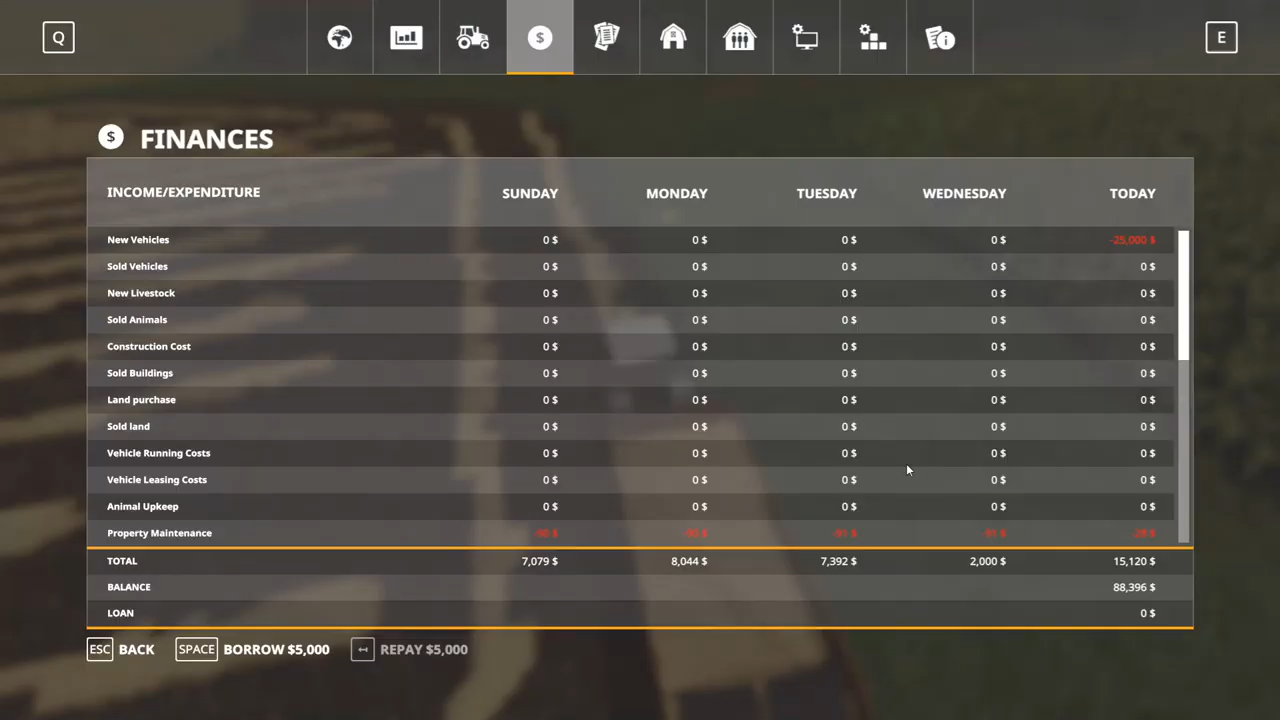 Q
E
$ FINANCES
INCOME/EXPENDITURE SUNDAY MONDAY TUESDAY WEDNESDAY TODAY
New Vehicles 0 $ 0 $ 0 $ 0 $ -25,000 $
Sold Vehicles 0 $ 0 $ 0 $ 0 $ 0 $
New Livestock 0 $ 0 $ 0 $ 0 $ 0 $
Sold Animals 0 $ 0 $ 0 $ 0 $ 0 $
Construction Cost 0 $ 0 $ 0 $ 0 $ 0 $
Sold Buildings 0 $ 0 $ 0 $ 0 $ 0 $
Land purchase 0 $ 0 $ 0 $ 0 $ 0 $
Sold land 0 $ 0 $ 0 $ 0 $ 0 $
Vehicle Running Costs 0 $ 0 $ 0 $ 0 $ 0 $
Vehicle Leasing Costs 0 $ 0 $ 0 $ 0 $ 0 $
Animal Upkeep 0 $ 0 $ 0 $ 0 $ 0 $
Property Maintenance
TOTAL 7,079 $ 8,044 $ 7,392 $ 2,000 $ 15,120 $
BALANCE 88,396 $
LOAN 0 $
ESC BACK SPACE BORROW $5,000 REPAY $5,000